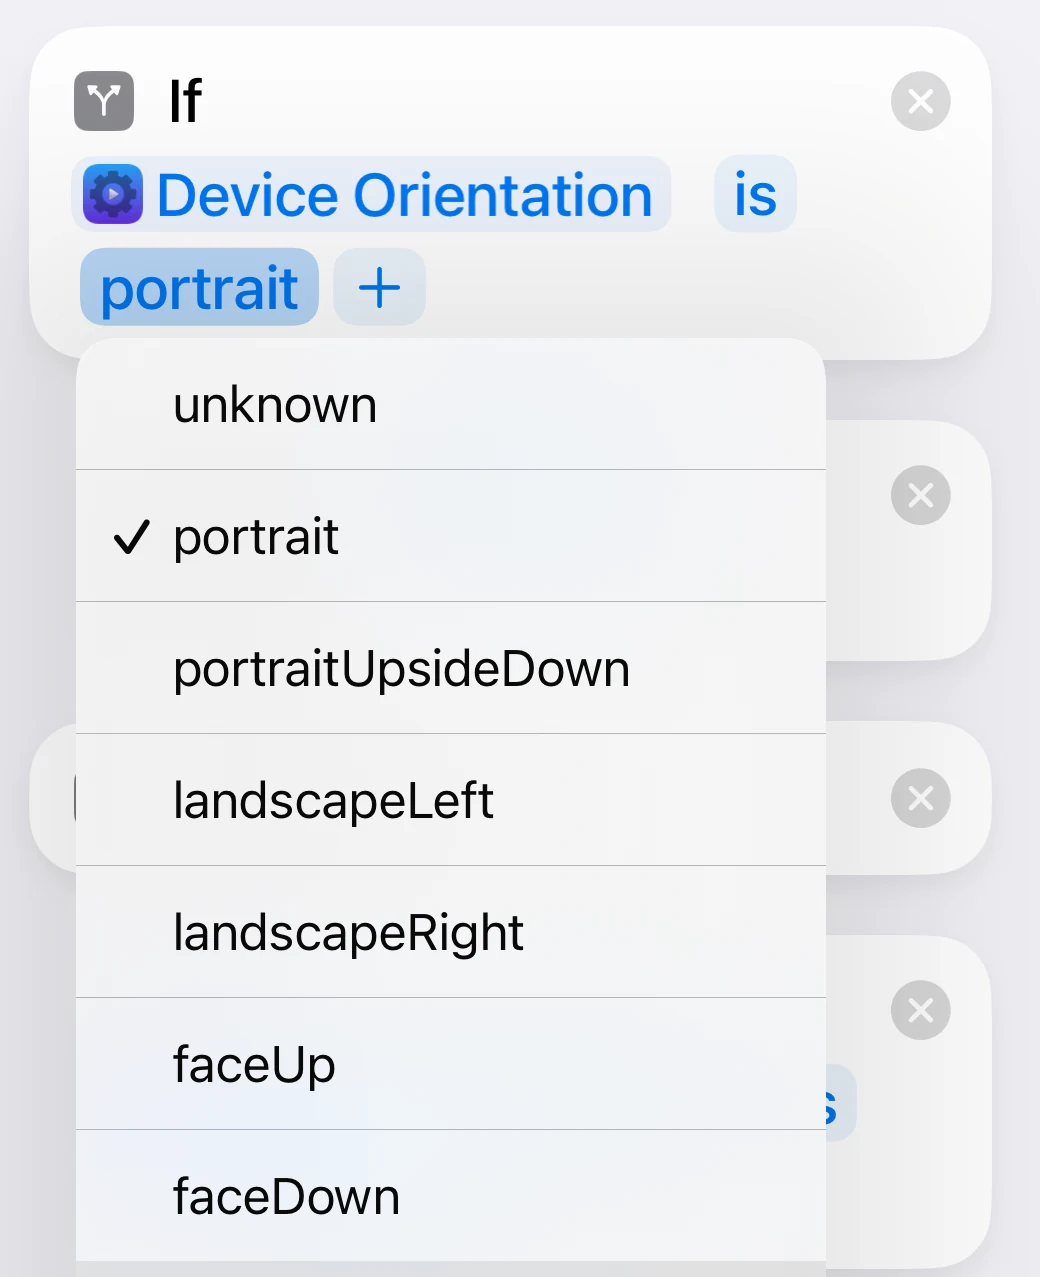 If
Device Orientation is
portrait +
unknown
✓ portrait
portraitUpsideDown
landscapeLeft
landscapeRight
faceUp
faceDown